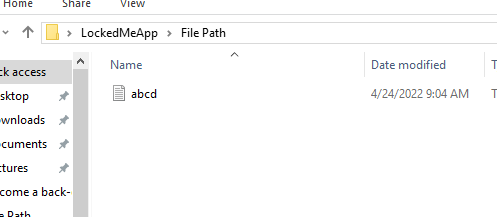 Home Share View
LockedMeApp > File Path
ck access
Name Date modified T
sktop
abcd 4/24/2022 9:04 AM T
wnloads
cuments
ctures
come a back-
e Path